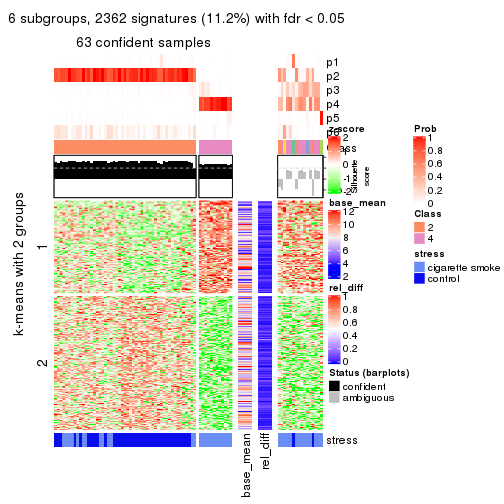 6 subgroups, 2362 signatures (11.2%) with fdr < 0.05
63 confident samples
p1
p2
p3
p4
p5
p6
Class
z-score
2
1
0
-1
-2
Silhouette
score
Prob
1
0.8
0.6
0.4
0.2
0
Class
2
4
stress
cigarette smoke
control
base_mean
12
10
8
6
4
2
rel_diff
1
0.8
0.6
0.4
0.2
0
Status (barplots)
confident
ambiguous
k-means with 2 groups
1
2
stress
base_mean
rel_diff